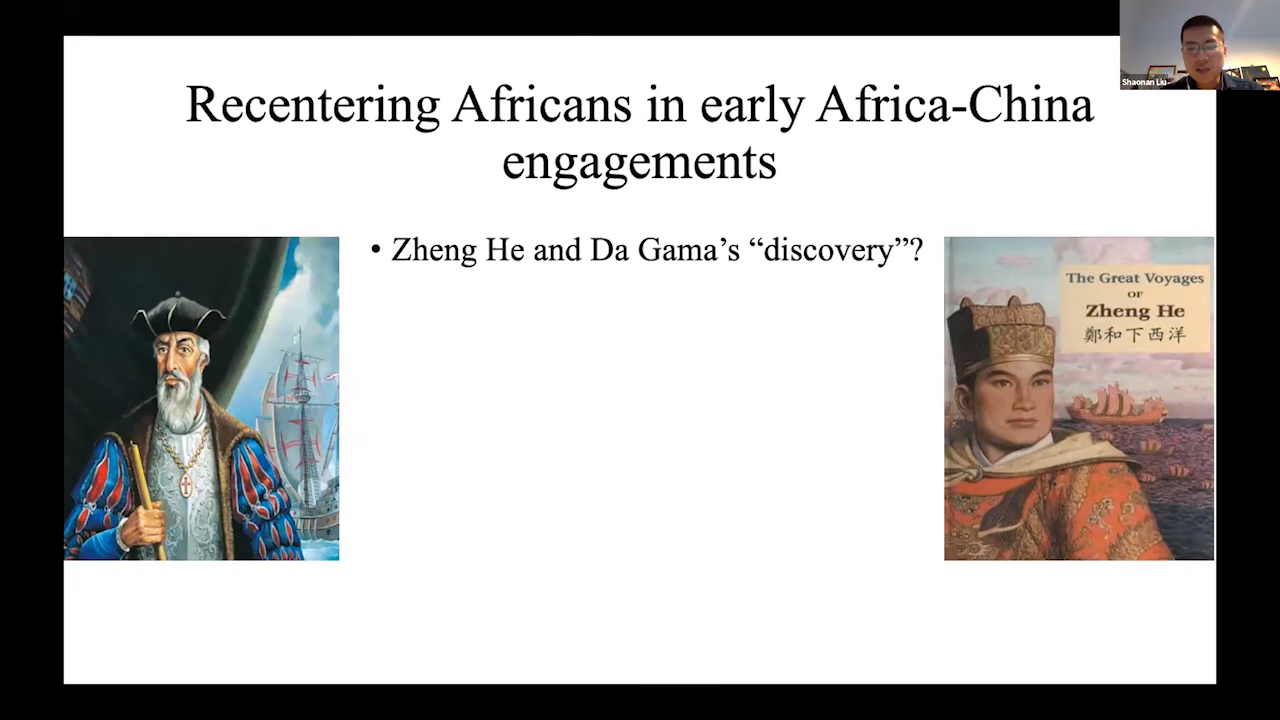 Shaonan Liu
Recentering Africans in early Africa-China
engagements
• Zheng He and Da Gama’s “discovery”?
The Great Voyages
OF
Zheng He
鄭和下西洋